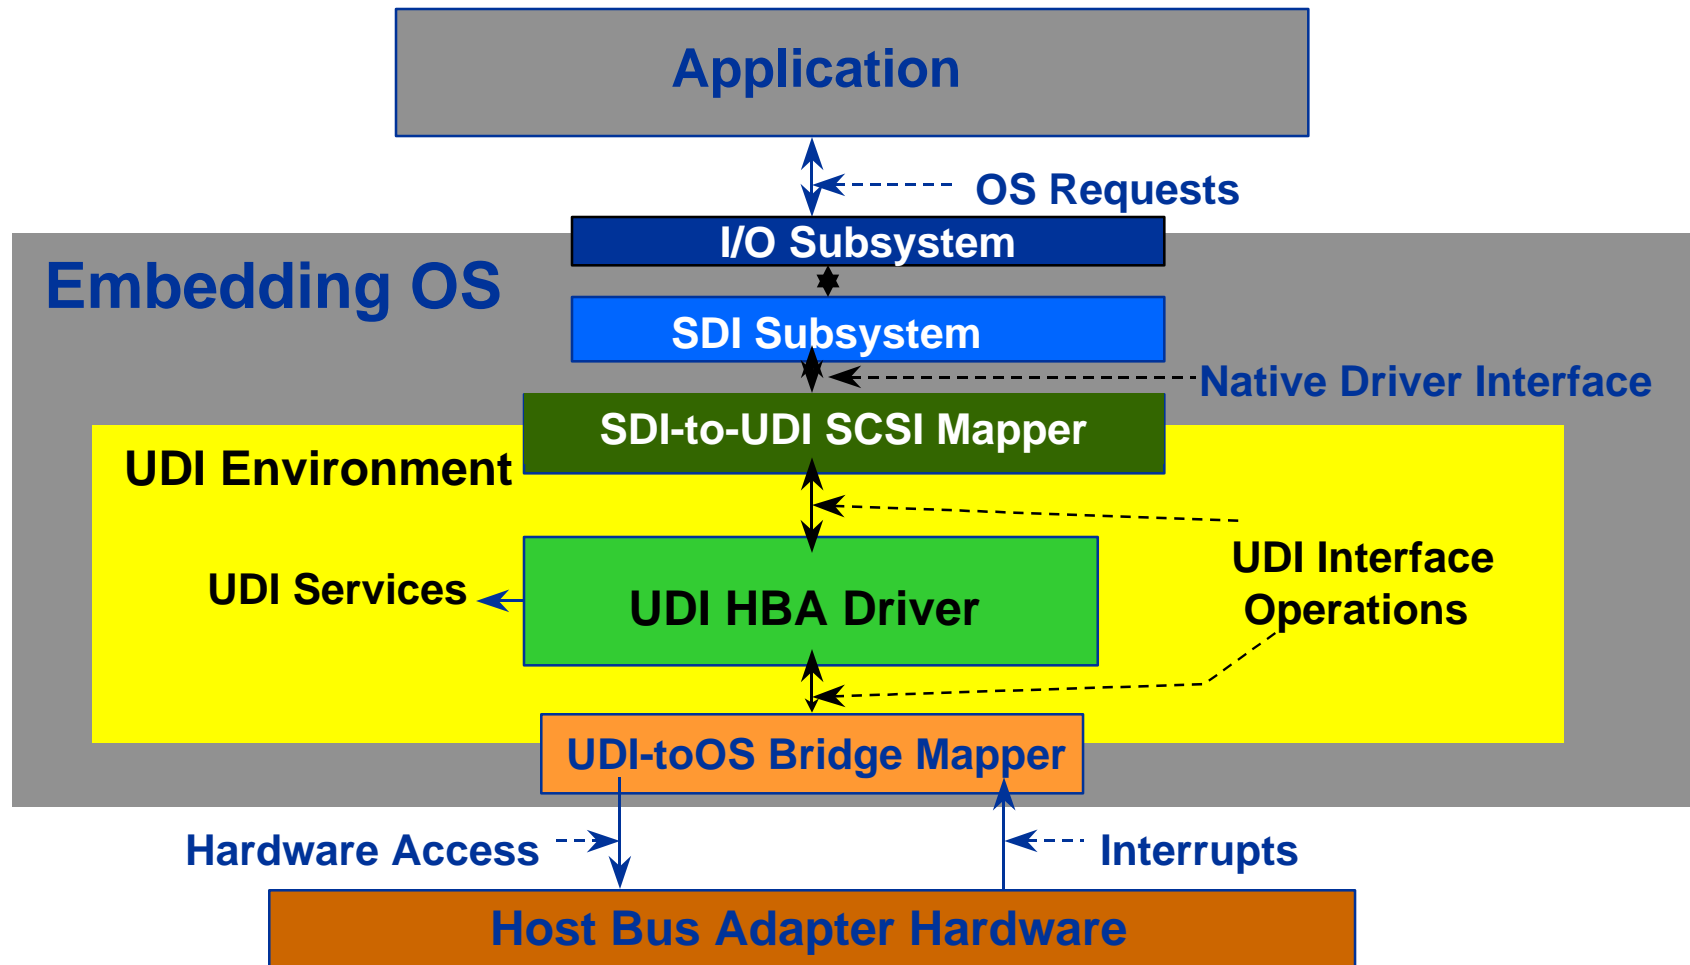 Application
OS Requests
I/O Subsystem
Embedding OS
SDI Subsystem
Native Driver Interface
SDI-to-UDI SCSI Mapper
UDI Environment
UDI Interface
Operations
UDI Services
UDI HBA Driver
UDI-toOS Bridge Mapper
Hardware Access
Interrupts
Host Bus Adapter Hardware